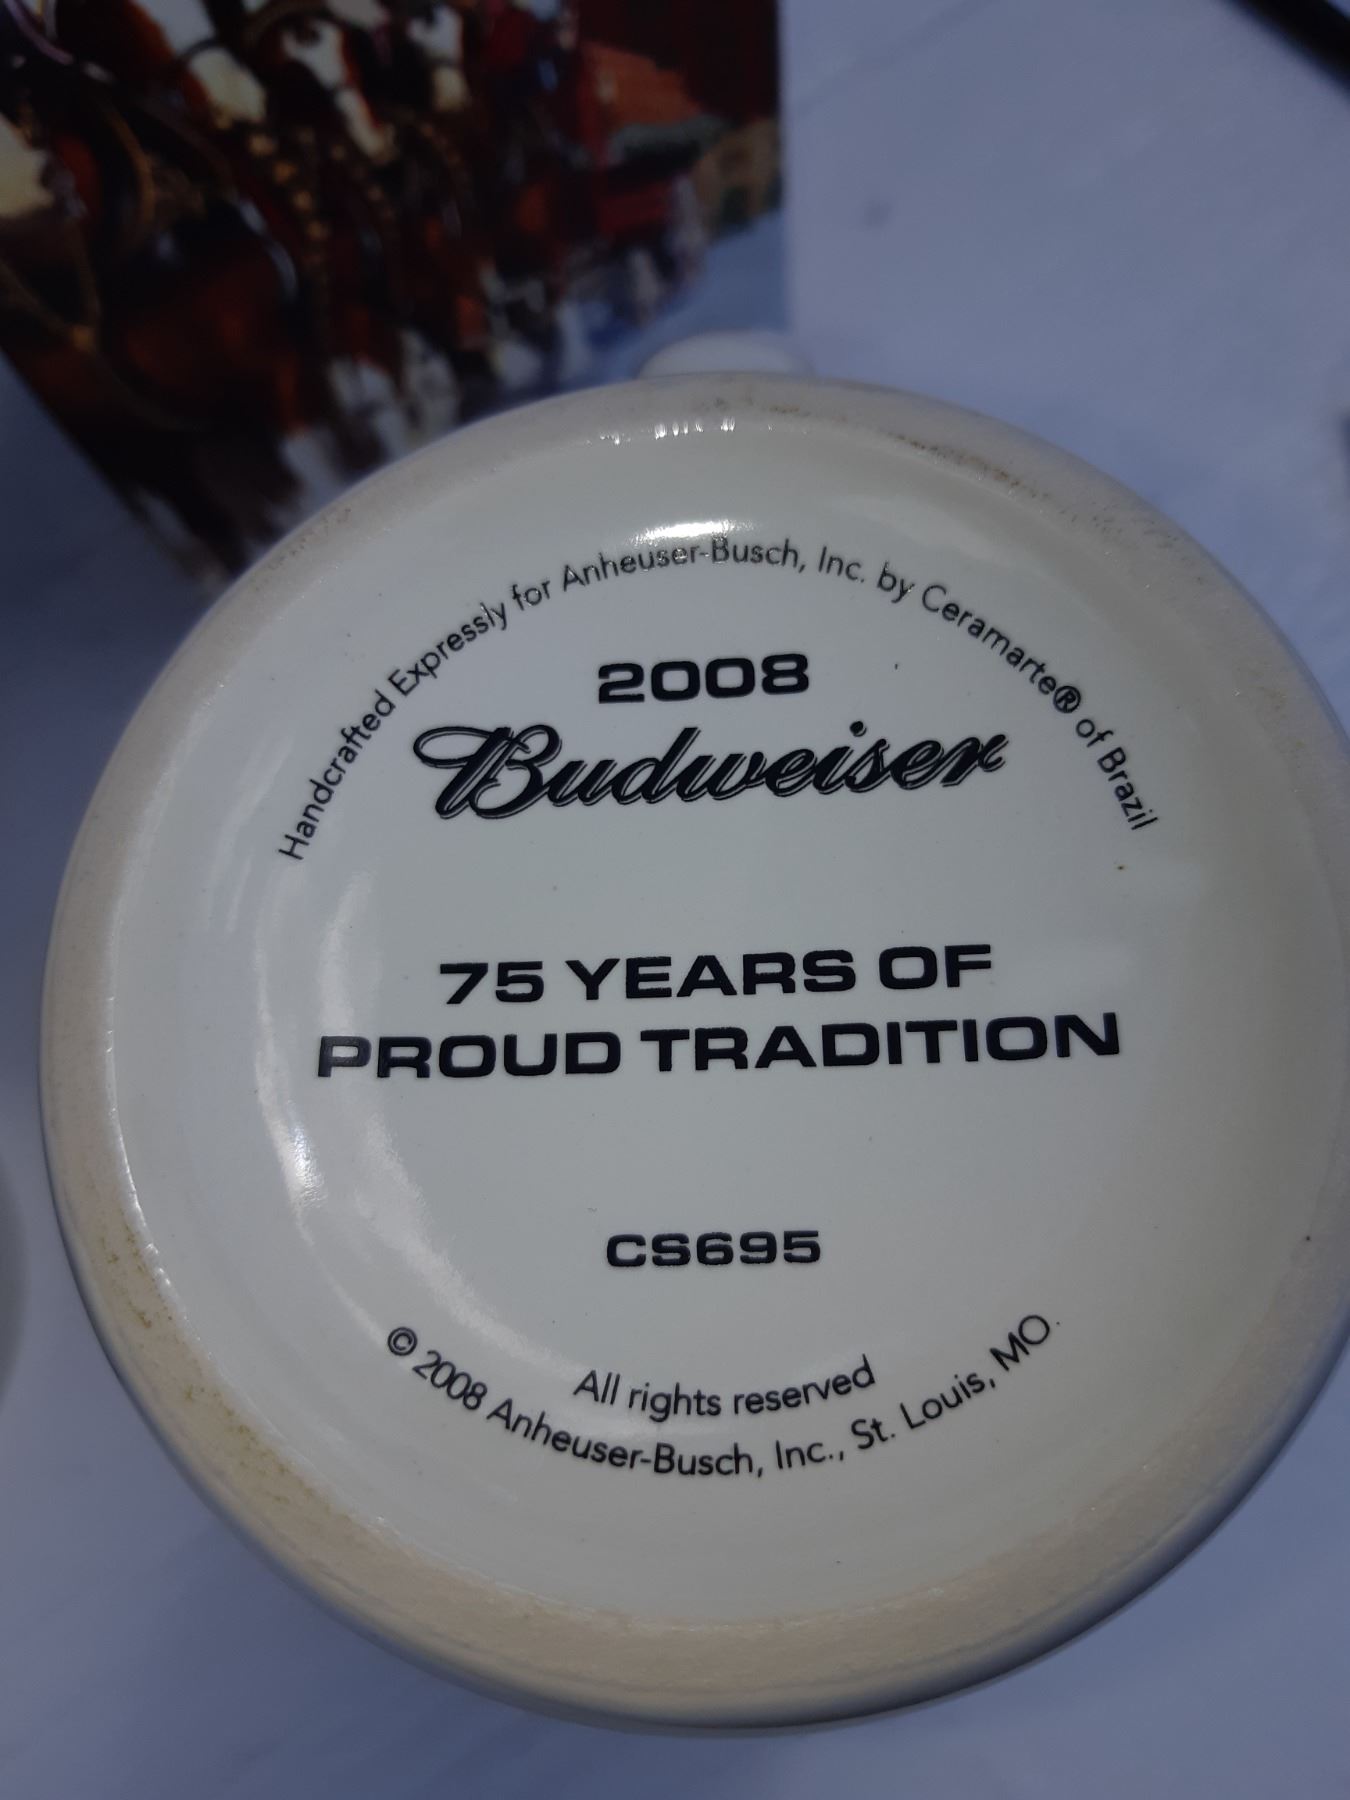 Handcrafted Expressly for Anheuser-Busch, Inc. by Ceramarte® of Brazil
2008
Budweiser
75 YEARS OF
PROUD TRADITION
CS695
All rights reserved
© 2008 Anheuser-Busch, Inc., St. Louis, MO.